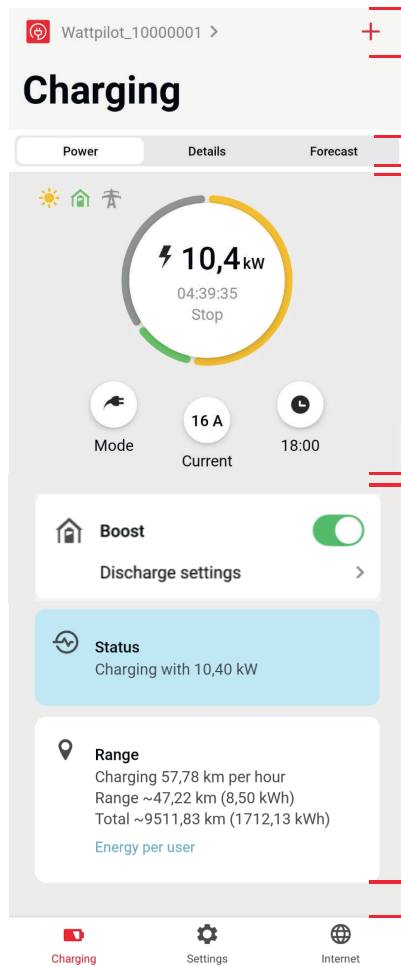 Wattpilot_10000001
Charging
Power Details Forecast
10,4 kW
04:39:35
Stop
16 A
Mode Current 18:00
Boost
Discharge settings
Status
Charging with 10,40 kW
Range
Charging 57,78 km per hour
Range ~47,22 km (8,50 kWh)
Total ~9511,83 km (1712,13 kWh)
Energy per user
Charging Settings Internet